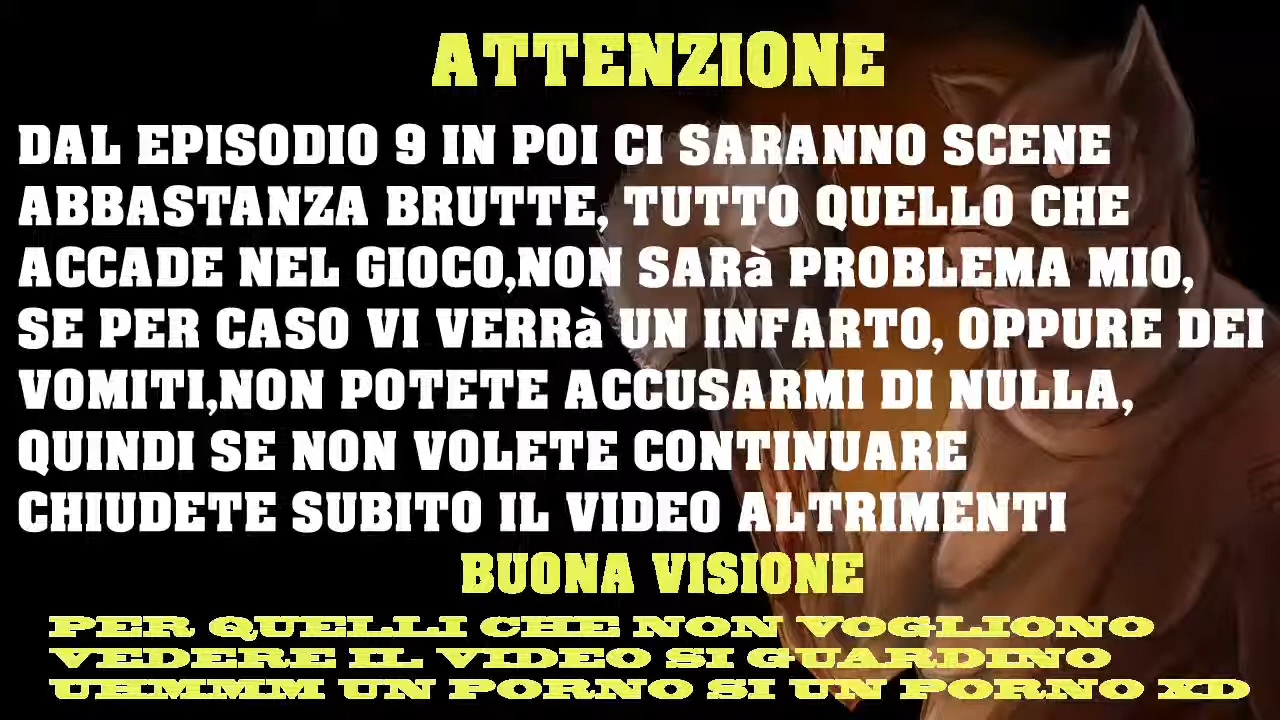 ATTENZIONE
DAL EPISODIO 9 IN POI CI SARANNO SCENE
ABBASTANZA BRUTTE, TUTTO QUELLO CHE
ACCADE NEL GIOCO,NON SARà PROBLEMA MIO,
SE PER CASO VI VERRà UN INFARTO, OPPURE DEI
VOMITI,NON POTETE ACCUSARMI DI NULLA,
QUINDI SE NON VOLETE CONTINUARE
CHIUDETE SUBITO IL VIDEO ALTRIMENTI
BUONA VISIONE
PER QUELLI CHE NON VOGLIONO
VEDERE IL VIDEO SI GUARDINO
UHMMM UN PORNO SI UN PORNO XD